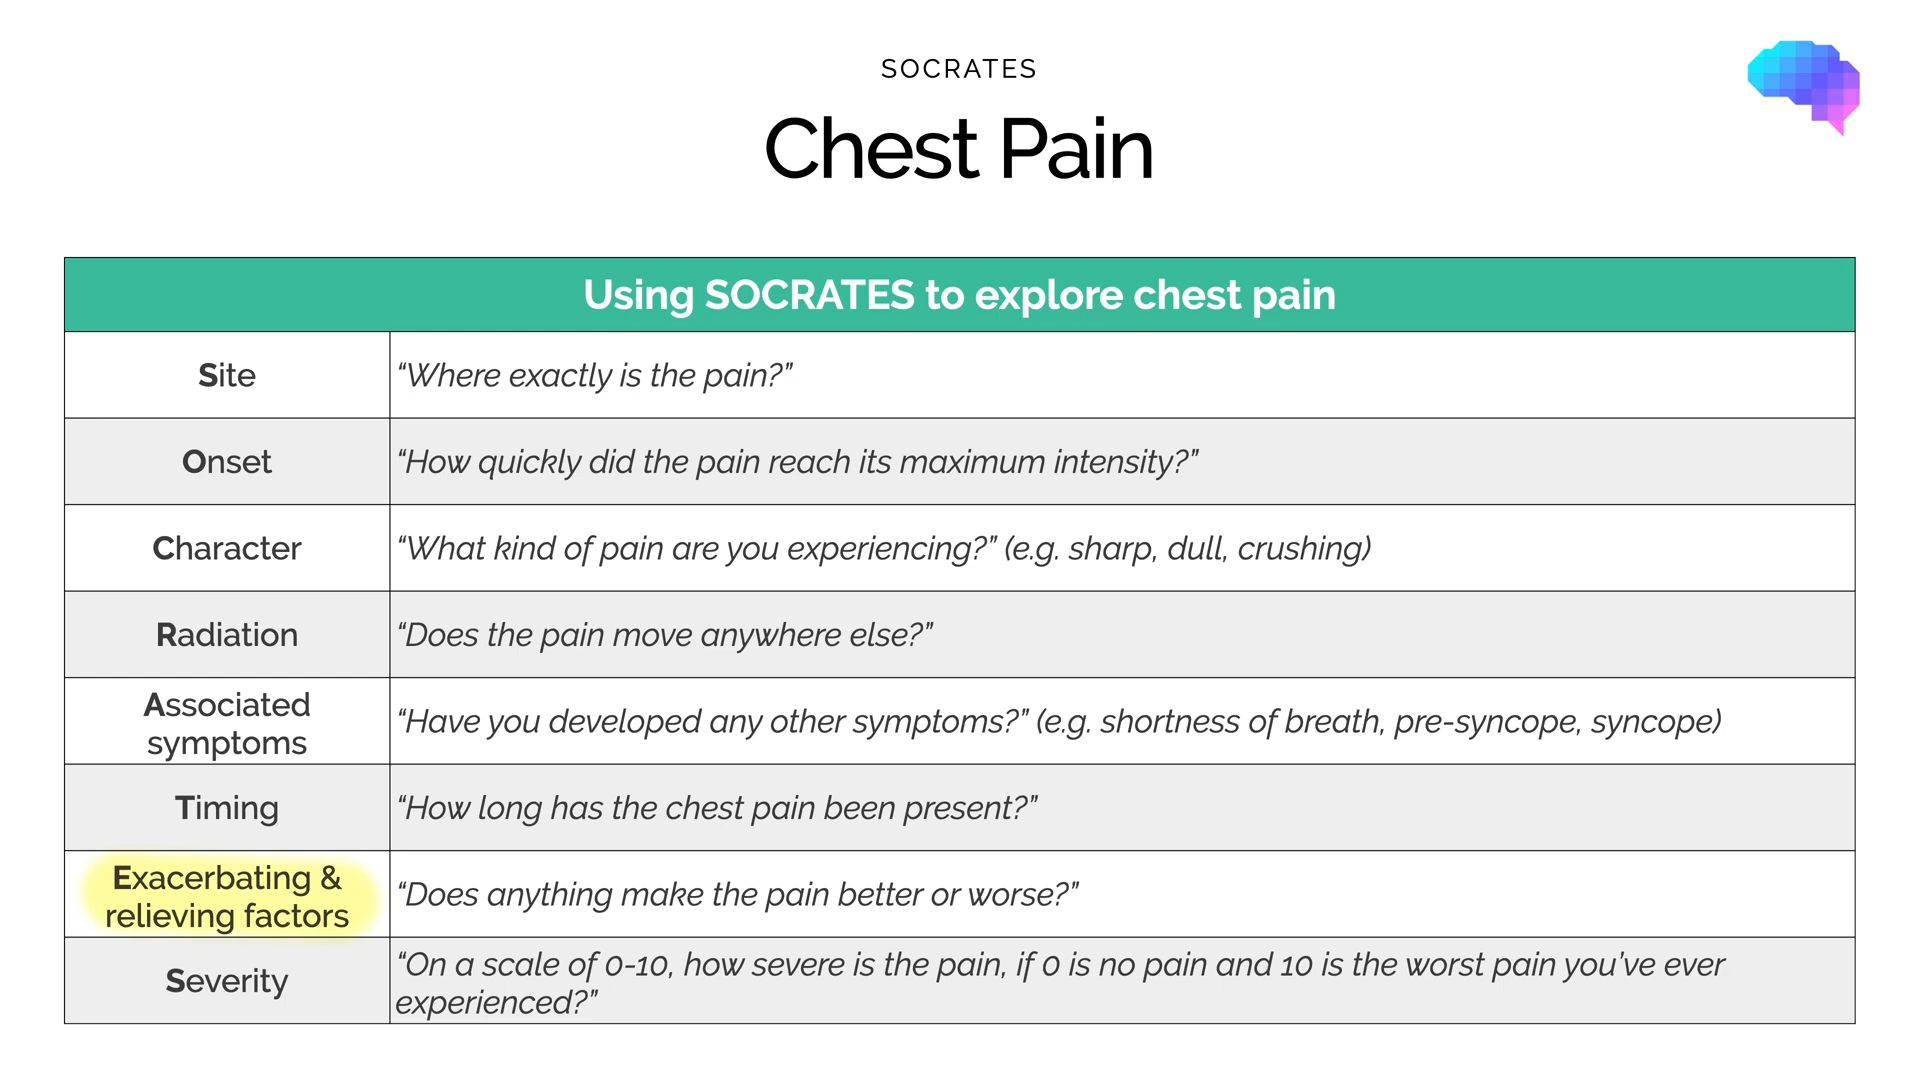 SOCRATES
Chest Pain
Using SOCRATES to explore chest pain
Site
“Where exactly is the pain?”
Onset
“How quickly did the pain reach its maximum intensity?”
Character
“What kind of pain are you experiencing?” (e.g. sharp, dull, crushing)
Radiation
“Does the pain move anywhere else?”
Associated
symptoms
“Have you developed any other symptoms?” (e.g. shortness of breath, pre-syncope, syncope)
Timing
“How long has the chest pain been present?”
Exacerbating &
relieving factors
“Does anything make the pain better or worse?”
Severity
“On a scale of 0-10, how severe is the pain, if 0 is no pain and 10 is the worst pain you’ve ever
experienced?”